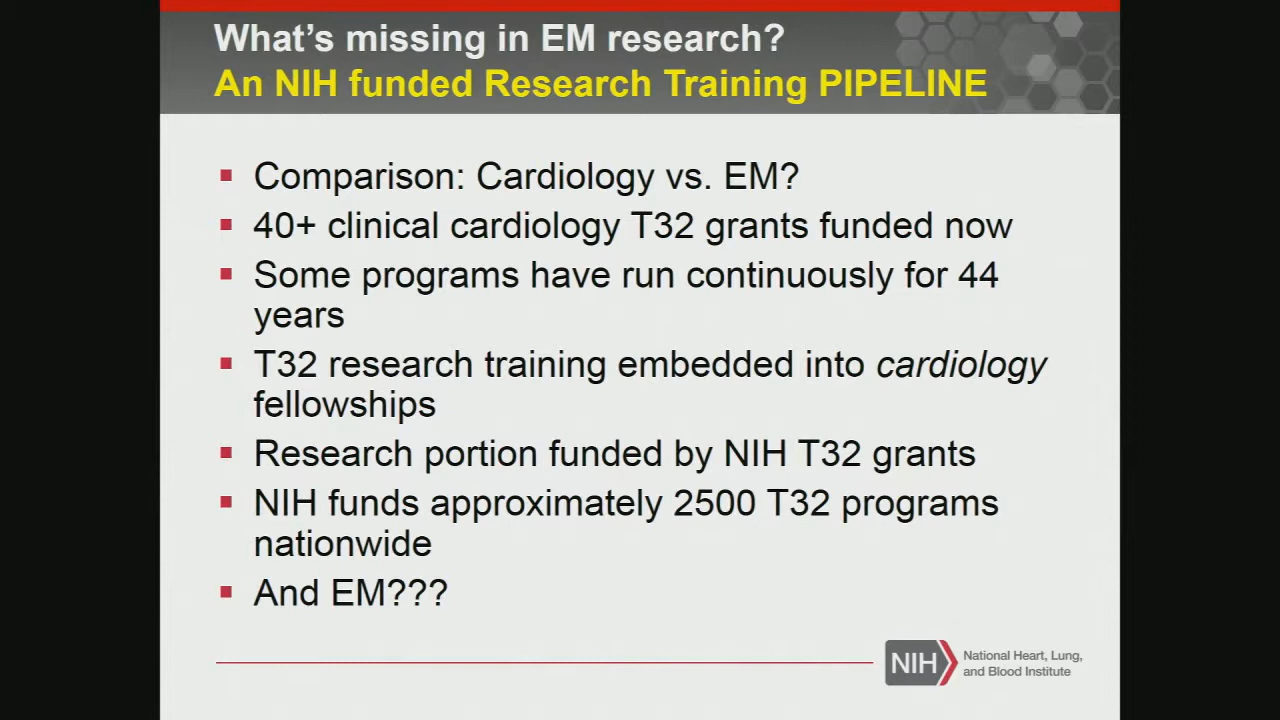 What's missing in EM research?
An NIH funded Research Training PIPELINE
Comparison: Cardiology vs. EM?
40+ clinical cardiology T32 grants funded now
Some programs have run continuously for 44
years
T32 research training embedded into cardiology
fellowships
Research portion funded by NIH T32 grants
NIH funds approximately 2500 T32 programs
nationwide
And EM???
NIH
National Heart, Lung,
and Blood Institute